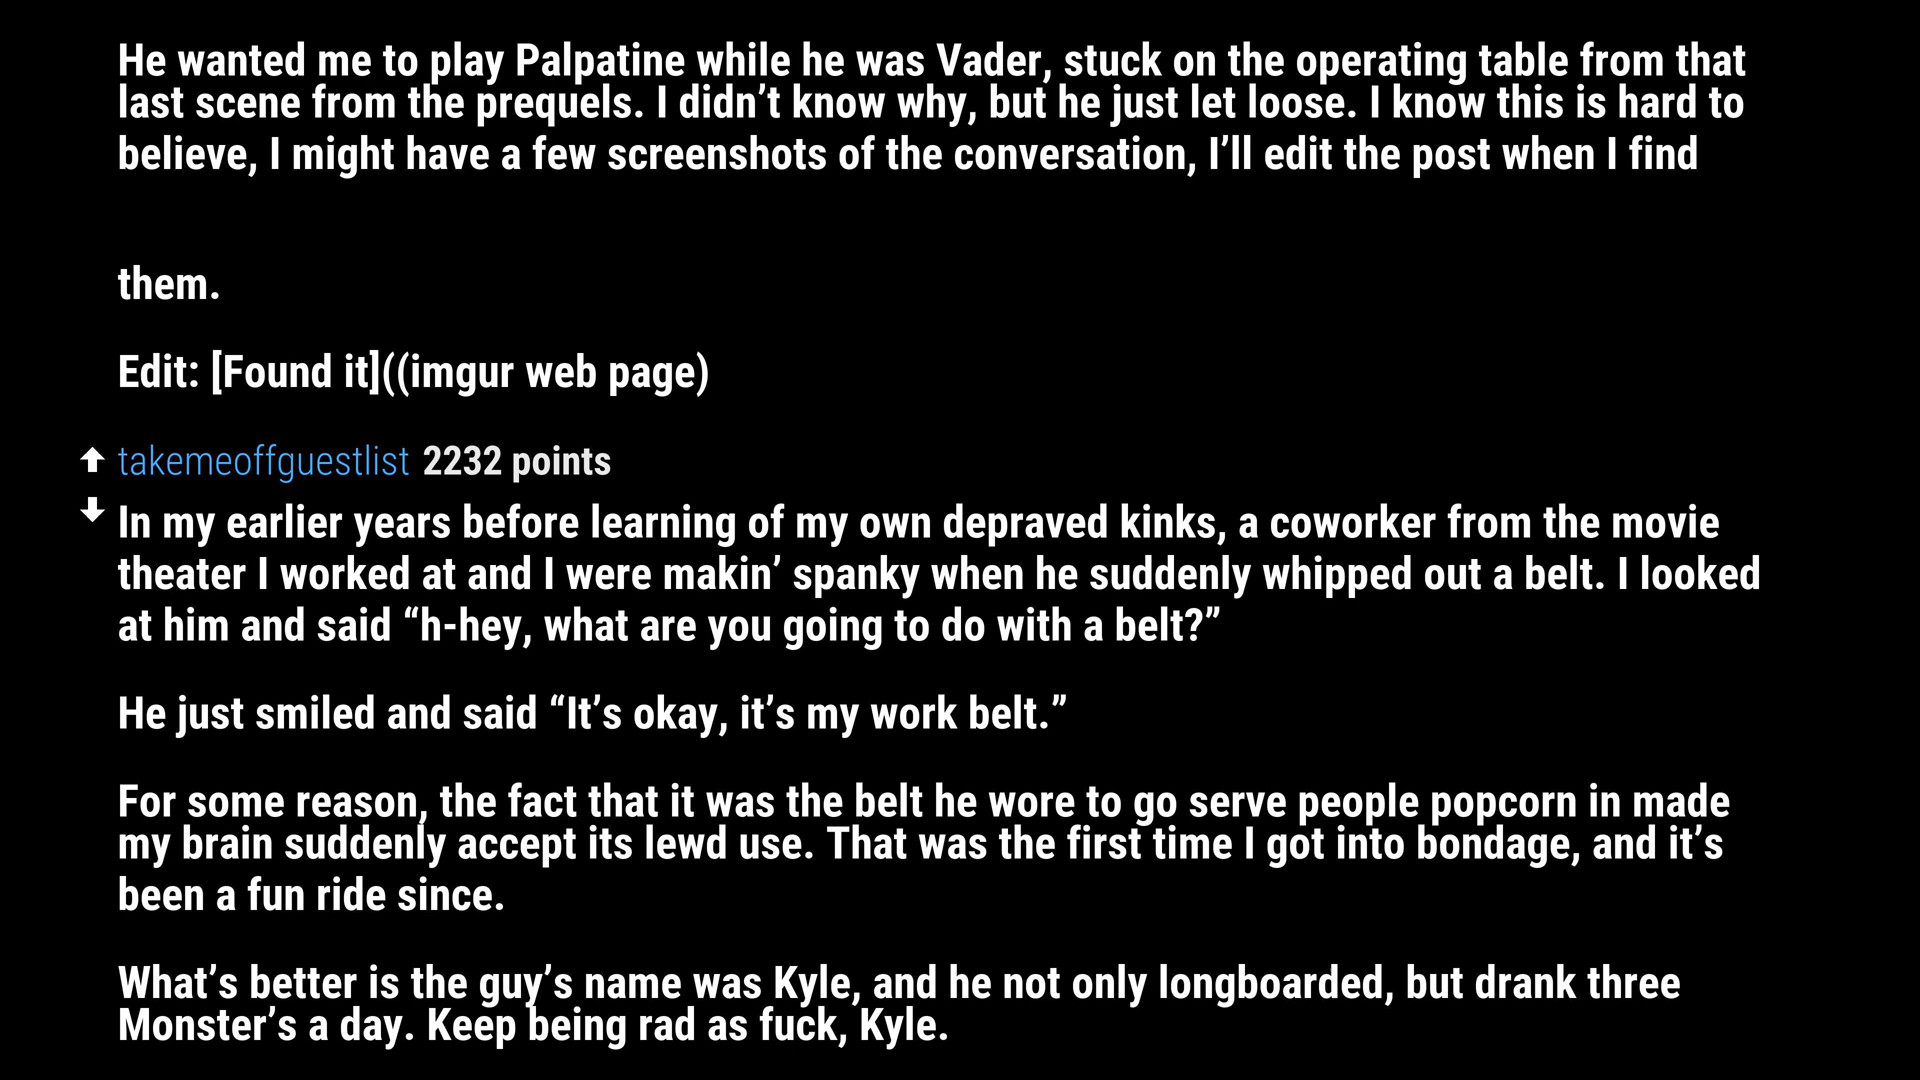 He wanted me to play Palpatine while he was Vader, stuck on the operating table from that
last scene from the prequels. I didn’t know why, but he just let loose. I know this is hard to
believe, I might have a few screenshots of the conversation, I’ll edit the post when I find
them.
Edit: [Found it]((imgur web page)
takemeoffguestlist 2232 points
In my earlier years before learning of my own depraved kinks, a coworker from the movie
theater I worked at and I were makin’ spanky when he suddenly whipped out a belt. I looked
at him and said “h-hey, what are you going to do with a belt?”
He just smiled and said “It’s okay, it’s my work belt.”
For some reason, the fact that it was the belt he wore to go serve people popcorn in made
my brain suddenly accept its lewd use. That was the first time I got into bondage, and it’s
been a fun ride since.
What’s better is the guy’s name was Kyle, and he not only longboarded, but drank three
Monster’s a day. Keep being rad as fuck, Kyle.